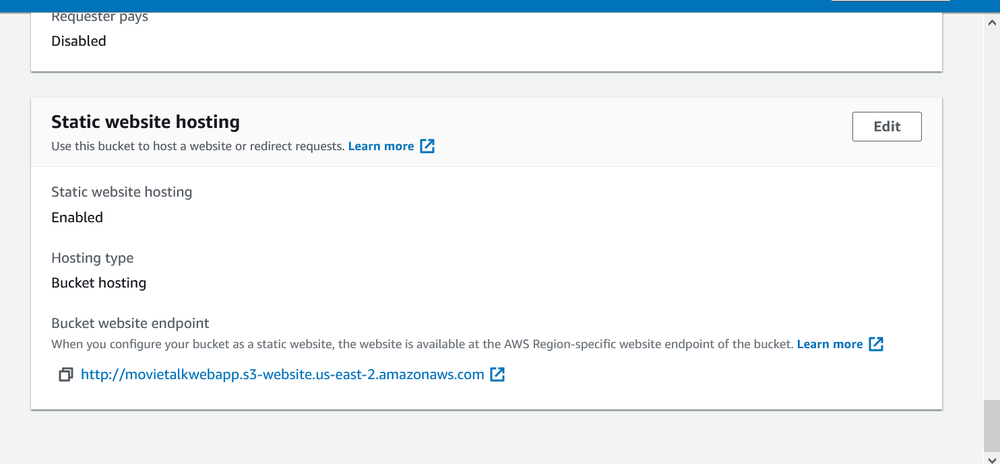 Requester pays
Disabled
Static website hosting
Edit
Use this bucket to host a website or redirect requests. Learn more
Static website hosting
Enabled
Hosting type
Bucket hosting
Bucket website endpoint
When you configure your bucket as a static website, the website is available at the AWS Region-specific website endpoint of the bucket. Learn more
http://movietalkwebapp.s3-website.us-east-2.amazonaws.com